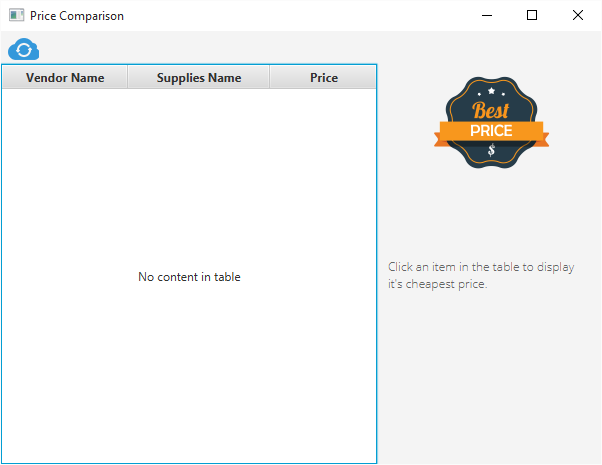 Price Comparison
Vendor Name Supplies Name Price
Best
PRICE
$
No content in table
Click an item in the table to display
it's cheapest price.